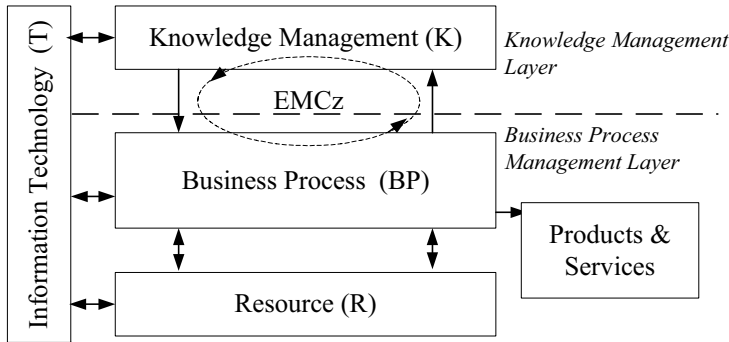 Information Technology (T)
Knowledge Management (K)
Knowledge Management
Layer
EMCz
Business Process
Management Layer
Business Process (BP)
Products &
Services
Resource (R)